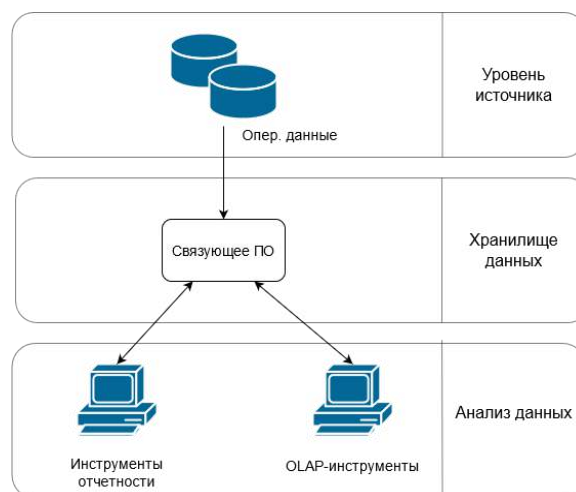 Опер. данные
Уровень
источника
Связующее ПО
Хранилище
данных
Инструменты
отчетности
OLAP-инструменты
Анализ данных